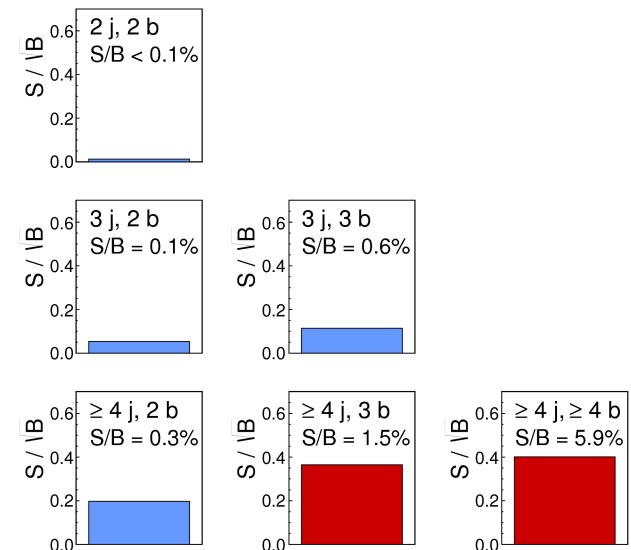 2 j, 2 b
S/B < 0.1%
S / √B
0.6
0.4
0.2
0.0
3 j, 2 b
S/B = 0.1%
S / √B
0.6
0.4
0.2
0.0
3 j, 3 b
S/B = 0.6%
S / √B
0.6
0.4
0.2
0.0
≥ 4 j, 2 b
S/B = 0.3%
S / √B
0.6
0.4
0.2
0.0
≥ 4 j, 3 b
S/B = 1.5%
S / √B
0.6
0.4
0.2
0.0
≥ 4 j, ≥ 4 b
S/B = 5.9%
S / √B
0.6
0.4
0.2
0.0